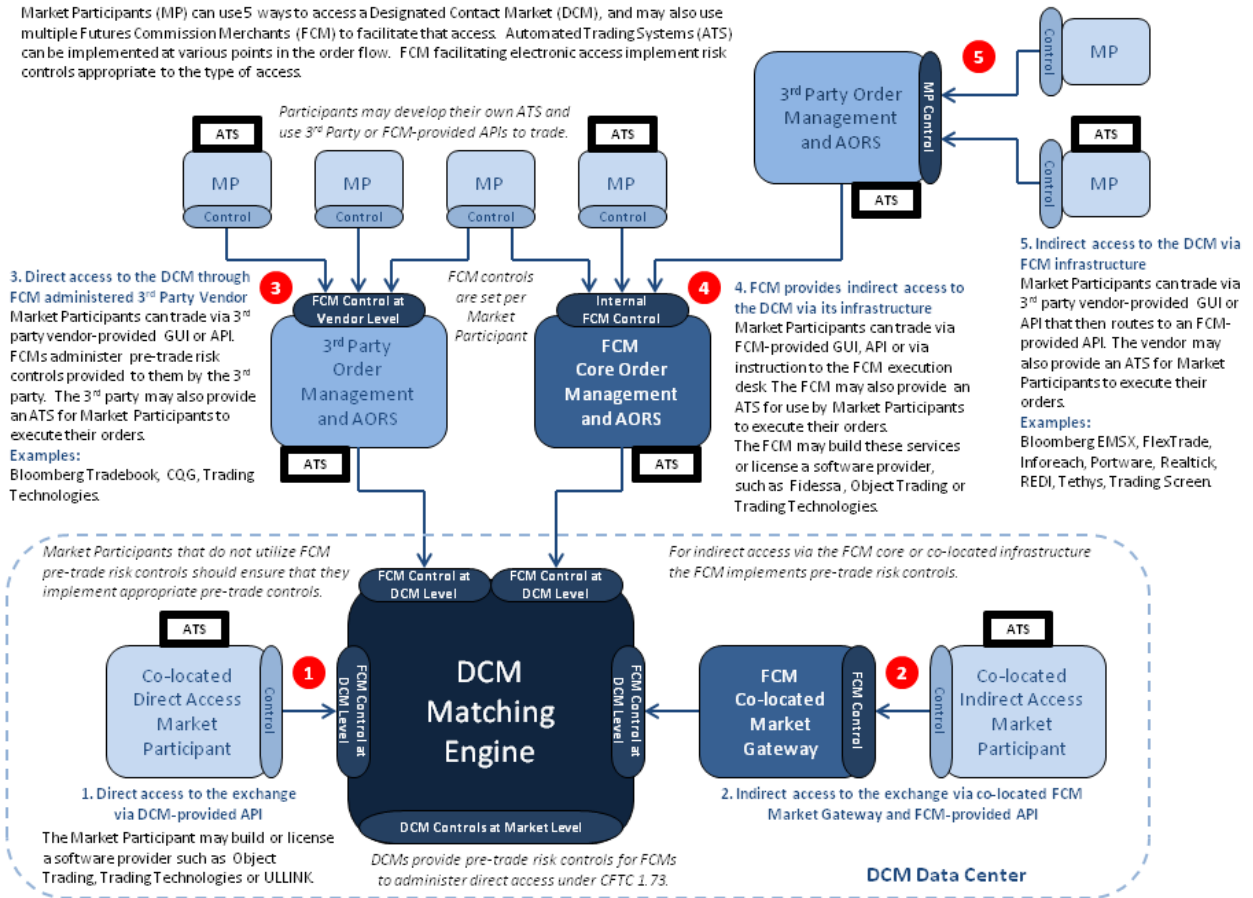 Market Participants (MP) can use 5 ways to access a Designated Contact Market (DCM), and may also use
multiple Futures Commission Merchants (FCM) to facilitate that access. Automated Trading Systems (ATS)
can be implemented at various points in the order flow. FCM facilitating electronic access implement risk
controls appropriate to the type of access.
Participants may develop their own ATS and
use 3rd Party or FCM-provided APIs to trade.
ATS
ATS
MP
MP
MP
MP
Control
Control
Control
Control
3rd Party Order
Management
and AORS
MP Control
ATS
5
Control
MP
ATS
Control
MP
3. Direct access to the DCM through
FCM administered 3rd Party Vendor
Market Participants can trade via 3rd
party vendor-provided GUI or API.
FCMs administer pre-trade risk
controls provided to them by the 3rd
party. The 3rd party may also provide
an ATS for Market Participants to
execute their orders.
Examples:
Bloomberg Tradebook, CQG, Trading
Technologies.
3
FCM Control at
Vendor Level
3rd Party
Order
Management
and AORS
ATS
FCM controls
are set per
Market
Participant
4
Internal
FCM Control
FCM
Core Order
Management
and AORS
ATS
4. FCM provides indirect access to
the DCM via its infrastructure
Market Participants can trade via
FCM-provided GUI, API or via
instruction to the FCM execution
desk. The FCM may also provide an
ATS for use by Market Participants
to execute their orders.
The FCM may build these services
or license a software provider,
such as Fidessa, Object Trading or
Trading Technologies.
5. Indirect access to the DCM via
FCM infrastructure
Market Participants can trade via
3rd party vendor-provided GUI or
API that then routes to an FCM-
provided API. The vendor may
also provide an ATS for Market
Participants to execute their
orders.
Examples:
Bloomberg EMSX, FlexTrade,
Inforeach, Portware, Realtick,
REDI, Tethys, Trading Screen.
Market Participants that do not utilize FCM
pre-trade risk controls should ensure that they
implement appropriate pre-trade controls.
For indirect access via the FCM core or co-located infrastructure
the FCM implements pre-trade risk controls.
FCM Control at
DCM Level
FCM Control at
DCM Level
ATS
Co-located
Direct Access
Market
Participant
Control
1
FCM Control at
DCM Level
DCM
Matching
Engine
FCM Control at
DCM Level
FCM
Co-located
Market
Gateway
FCM Control
2
ATS
Control
Co-located
Indirect Access
Market
Participant
1. Direct access to the exchange
via DCM-provided API
The Market Participant may build or license
a software provider such as Object
Trading, Trading Technologies or ULLINK.
DCM Controls at Market Level
DCMs provide pre-trade risk controls for FCMs
to administer direct access under CFTC 1.73.
2. Indirect access to the exchange via co-located FCM
Market Gateway and FCM-provided API
DCM Data Center